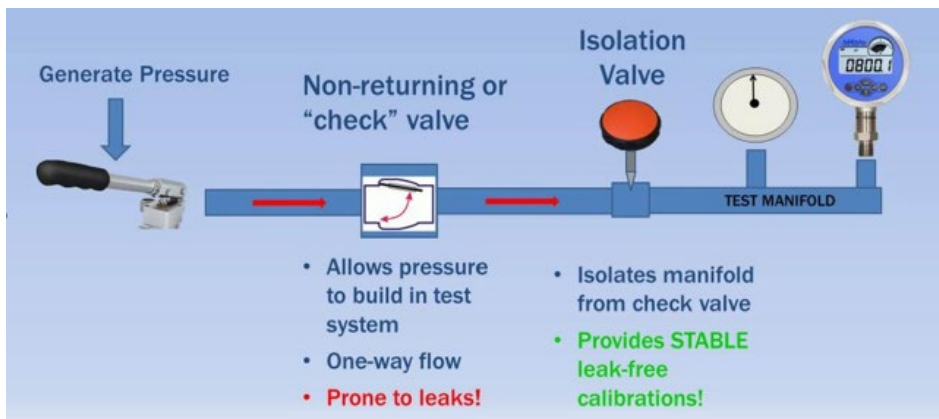 Generate Pressure
Non-returning or
“check” valve
Isolation
Valve
0800.1
TEST MANIFOLD
• Allows pressure
to build in test
system
• One-way flow
• Prone to leaks!
• Isolates manifold
from check valve
• Provides STABLE
leak-free
calibrations!